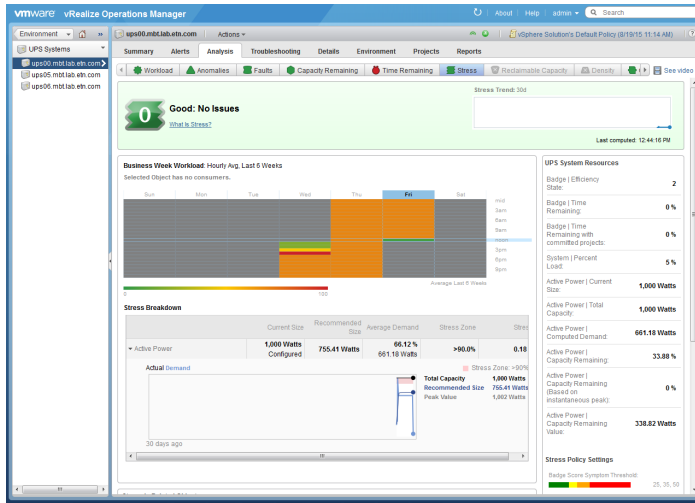 vmware vRealize Operations Manager
About Help admin Search
Environment
ups00.mbt.lab.etn.com Actions vSphere Solution's Default Policy (8/19/15 11:14 AM)
UPS Systems
ups00.mbt.lab.etn.com
ups05.mbt.lab.etn.com
ups06.mbt.lab.etn.com
Summary Alerts Analysis Troubleshooting Details Environment Projects Reports
Workload Anomalies Faults Capacity Remaining Time Remaining Stress Reclaimable Capacity Density See video
0
Good: No Issues
What is Stress?
Stress Trend: 30d
Last computed: 12:44:16 PM
Business Week Workload: Hourly Avg, Last 6 Weeks
Selected Object has no consumers.
Sun Mon Tue Wed Thu Fri Sat
mid
3am
6am
9am
noon
3pm
6pm
9pm
Average Last 6 Weeks
0 100
Stress Breakdown
Current Size Recommended Size Average Demand Stress Zone Stres
Active Power 1,000 Watts Configured 755.41 Watts 66.12 % 661.18 Watts >90.0% 0.18
Actual Demand Stress Zone: >90%
Total Capacity 1,000 Watts
Recommended Size 755.41 Watts
Peak Value 1,002 Watts
30 days ago
UPS System Resources
Badge | Efficiency State: 2
Badge | Time Remaining: 0 %
Badge | Time Remaining with committed projects: 0 %
System | Percent Load: 5 %
Active Power | Current Size: 1,000 Watts
Active Power | Total Capacity: 1,000 Watts
Active Power | Computed Demand: 661.18 Watts
Active Power | Capacity Remaining: 33.88 %
Active Power | Capacity Remaining (Based on instantaneous peak): 0 %
Active Power | Capacity Remaining Value: 338.82 Watts
Stress Policy Settings
Badge Score Symptom Threshold:
25, 35, 50